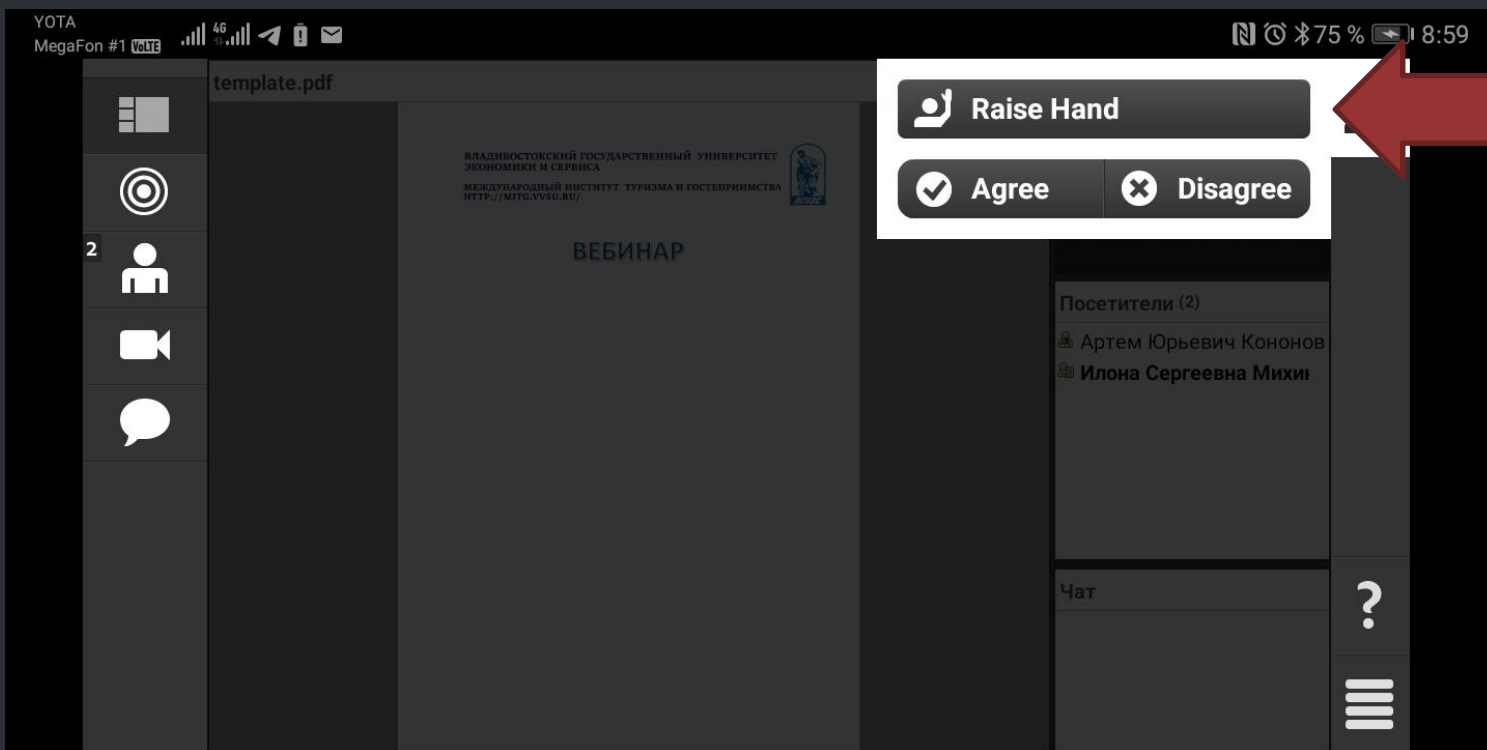 YOTA
MegaFon #1 VoLTE
4G
75 %
8:59
template.pdf
Raise Hand
Agree
Disagree
ВЛАДИВОСТОКСКИЙ ГОСУДАРСТВЕННЫЙ УНИВЕРСИТЕТ
ЭКОНОМИКИ И СЕРВИСА
МЕЖДУНАРОДНЫЙ ИНСТИТУТ ТУРИЗМА И ГОСТЕПРИИМСТВА
HTTP://MITG.VVSU.RU/
ВЕБИНАР
2
Посетители (2)
Артем Юрьевич Кононов
Илона Сергеевна
Чат
?